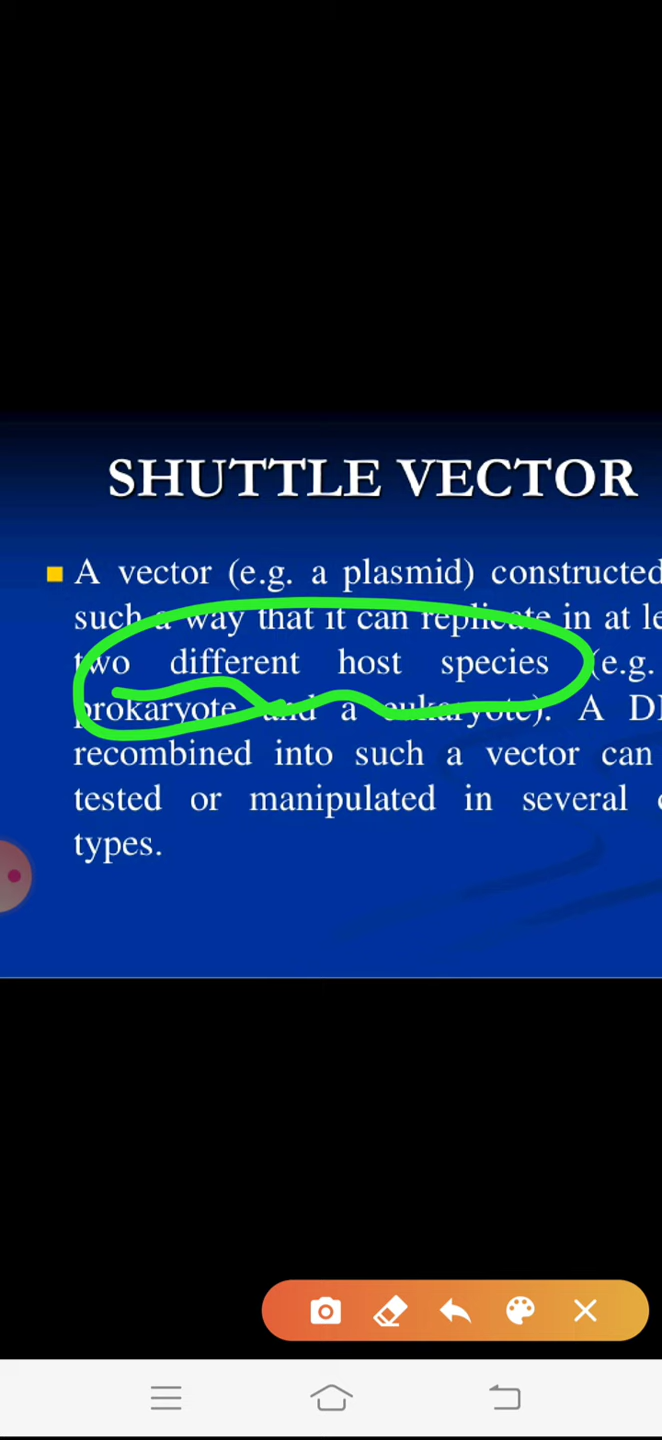 SHUTTLE VECTOR
A vector (e.g. a plasmid) constructed
such a way that it can replicate in at
two different host species (e.g.
prokaryote and a eukaryote). A
recombined into such a vector can
tested or manipulated in several
types.